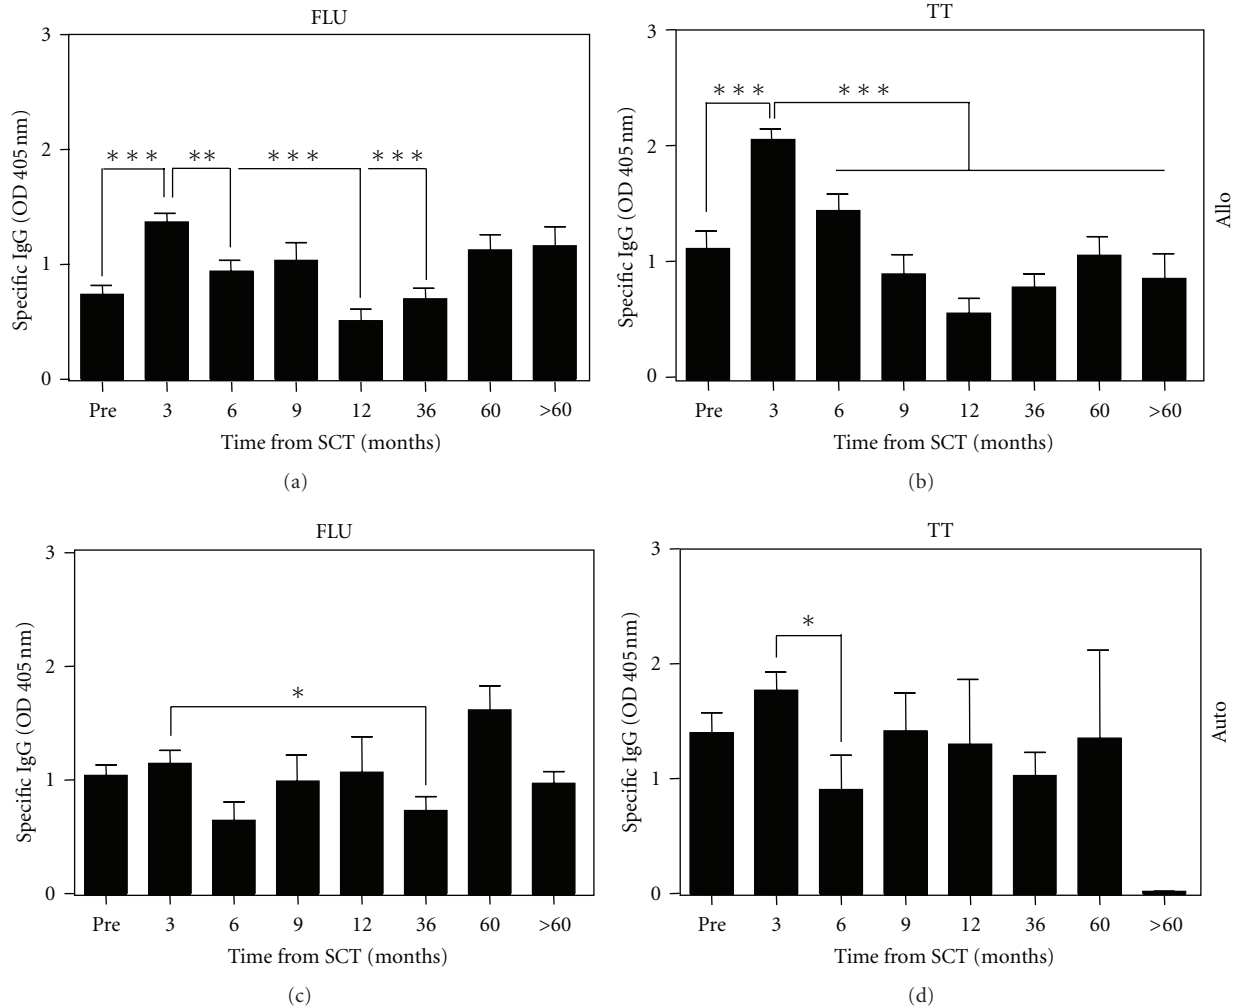 FLU
3
2
1
0
Specific IgG (OD 405 nm)
*** ** *** ***
Pre 3 6 9 12 36 60 >60
Time from SCT (months)
(a)
TT
3
2
1
0
Specific IgG (OD 405 nm)
*** ***
Pre 3 6 9 12 36 60 >60
Time from SCT (months)
(b)
Allo
FLU
3
2
1
0
Specific IgG (OD 405 nm)
*
Pre 3 6 9 12 36 60 >60
Time from SCT (months)
(c)
TT
3
2
1
0
Specific IgG (OD 405 nm)
*
Pre 3 6 9 12 36 60 >60
Time from SCT (months)
(d)
Auto